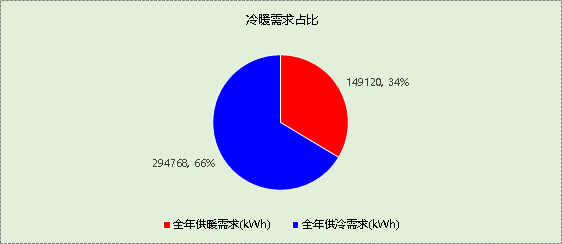 冷暖需求占比
149120, 34%
294768, 66%
全年供暖需求(kWh)
全年供冷需求(kWh)